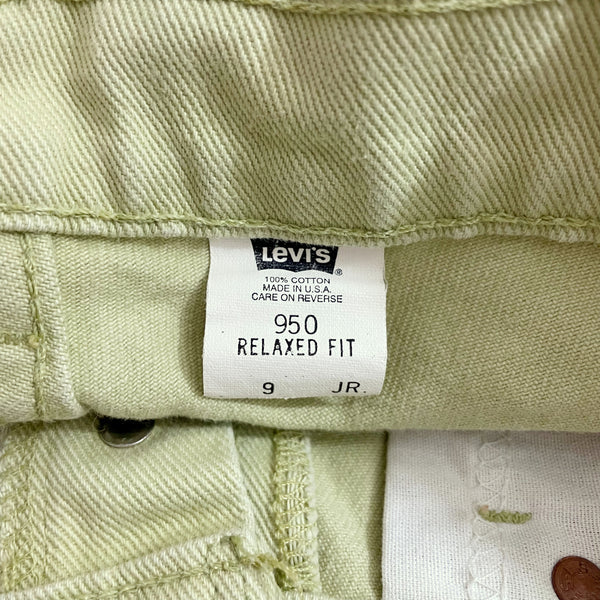 Levi's
®
100% COTTON
MADE IN U.S.A.
CARE ON REVERSE
950
RELAXED FIT
9 JR.